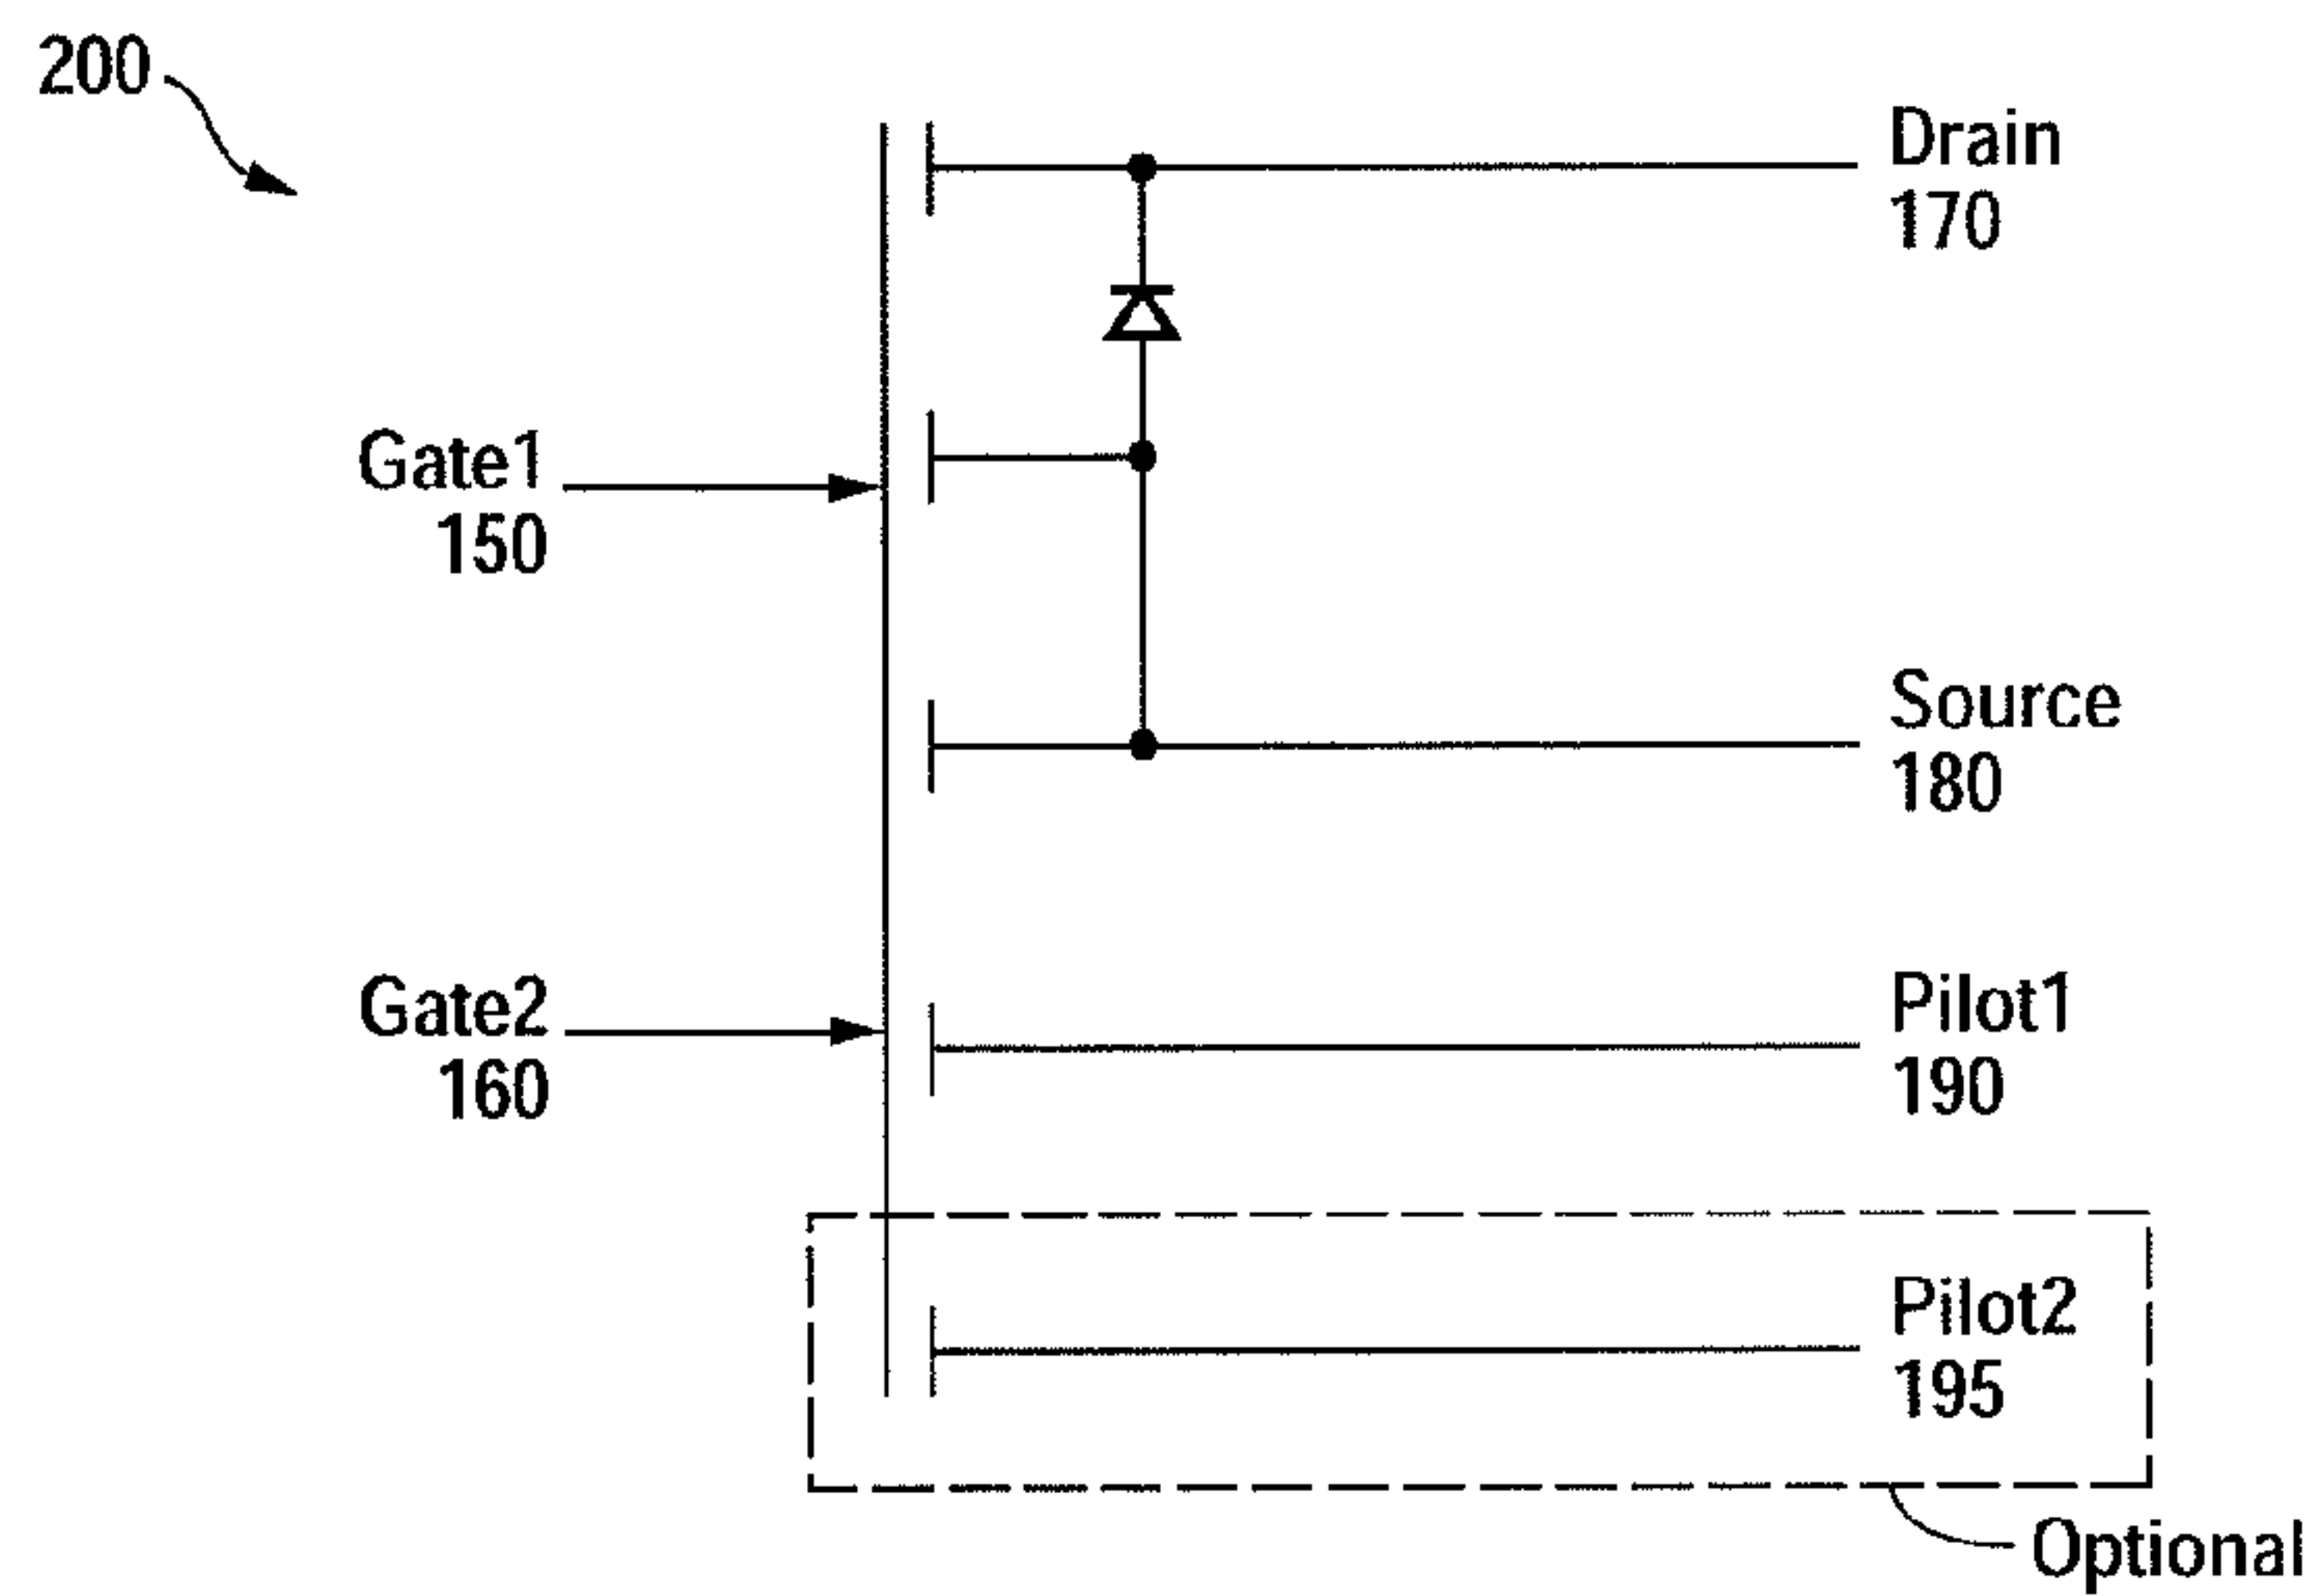 200
Drain
170
Gate1
150
Source
180
Gate2
160
Pilot1
190
Pilot2
195
Optional